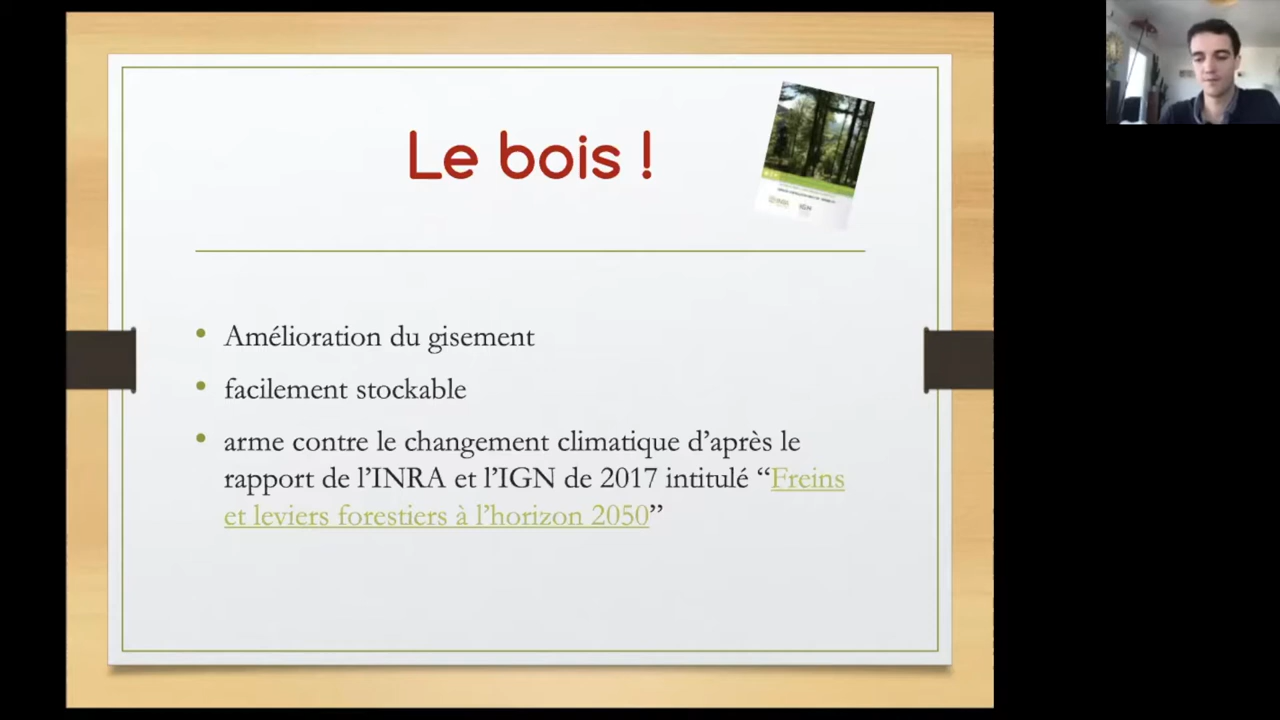 Le bois !
Amélioration du gisement
facilement stockable
arme contre le changement climatique d’après le
rapport de l’INRA et l’IGN de 2017 intitulé “Freins
et leviers forestiers à l’horizon 2050”